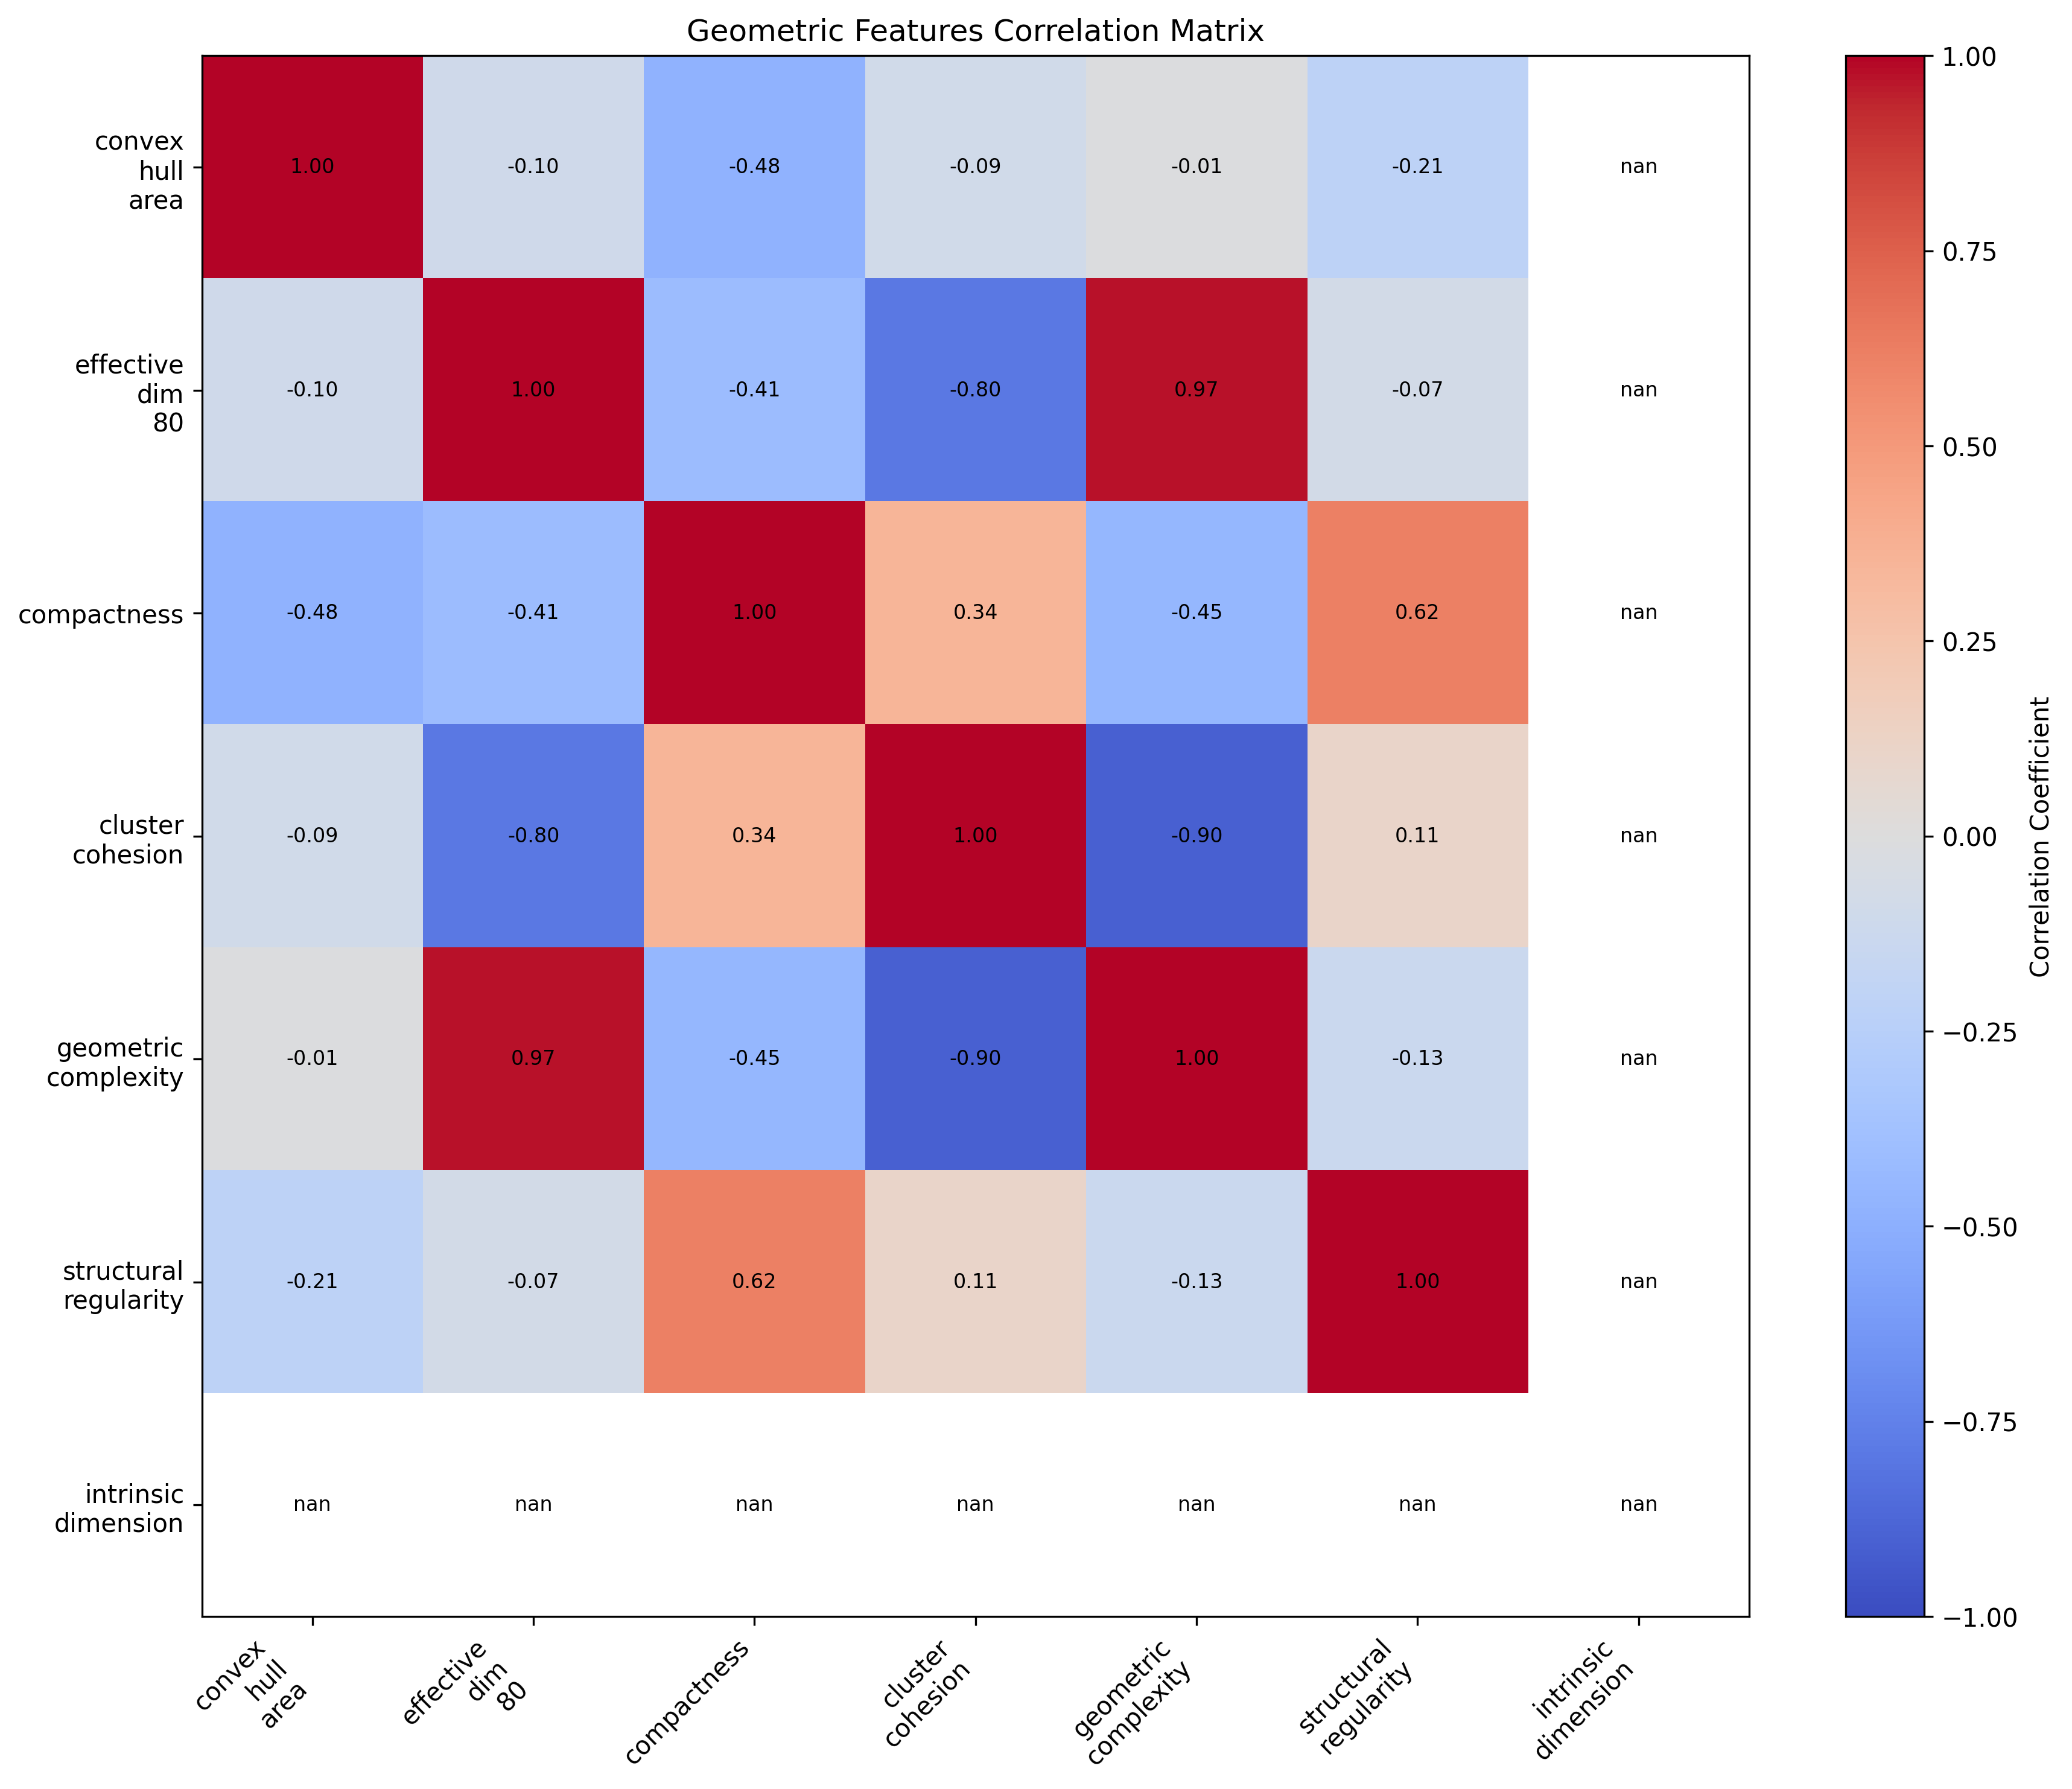 Geometric Features Correlation Matrix
convex
hull
area
1.00 -0.10 -0.48 -0.09 -0.01 -0.21 nan
effective
dim
80
-0.10 1.00 -0.41 -0.80 0.97 -0.07 nan
compactness
-0.48 -0.41 1.00 0.34 -0.45 0.62 nan
cluster
cohesion
-0.09 -0.80 0.34 1.00 -0.90 0.11 nan
geometric
complexity
-0.01 0.97 -0.45 -0.90 1.00 -0.13 nan
structural
regularity
-0.21 -0.07 0.62 0.11 -0.13 1.00 nan
intrinsic
dimension
nan nan nan nan nan nan nan
convex
hull
area
effective
dim
80
compactness
cluster
cohesion
geometric
complexity
structural
regularity
intrinsic
dimension
1.00
0.75
0.50
0.25
0.00
−0.25
−0.50
−0.75
−1.00
Correlation Coefficient